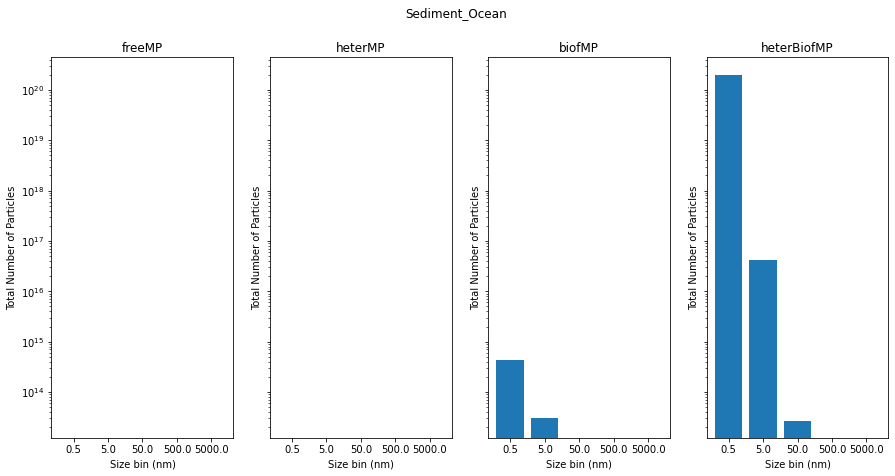 Sediment_Ocean
freeMP
heterMP
biofMP
heterBiofMP
Total Number of Particles
10^20
10^19
10^18
10^17
10^16
10^15
10^14
0.5 5.0 50.0 500.0 5000.0
Size bin (nm)
Total Number of Particles
0.5 5.0 50.0 500.0 5000.0
Size bin (nm)
Total Number of Particles
0.5 5.0 50.0 500.0 5000.0
Size bin (nm)
Total Number of Particles
0.5 5.0 50.0 500.0 5000.0
Size bin (nm)